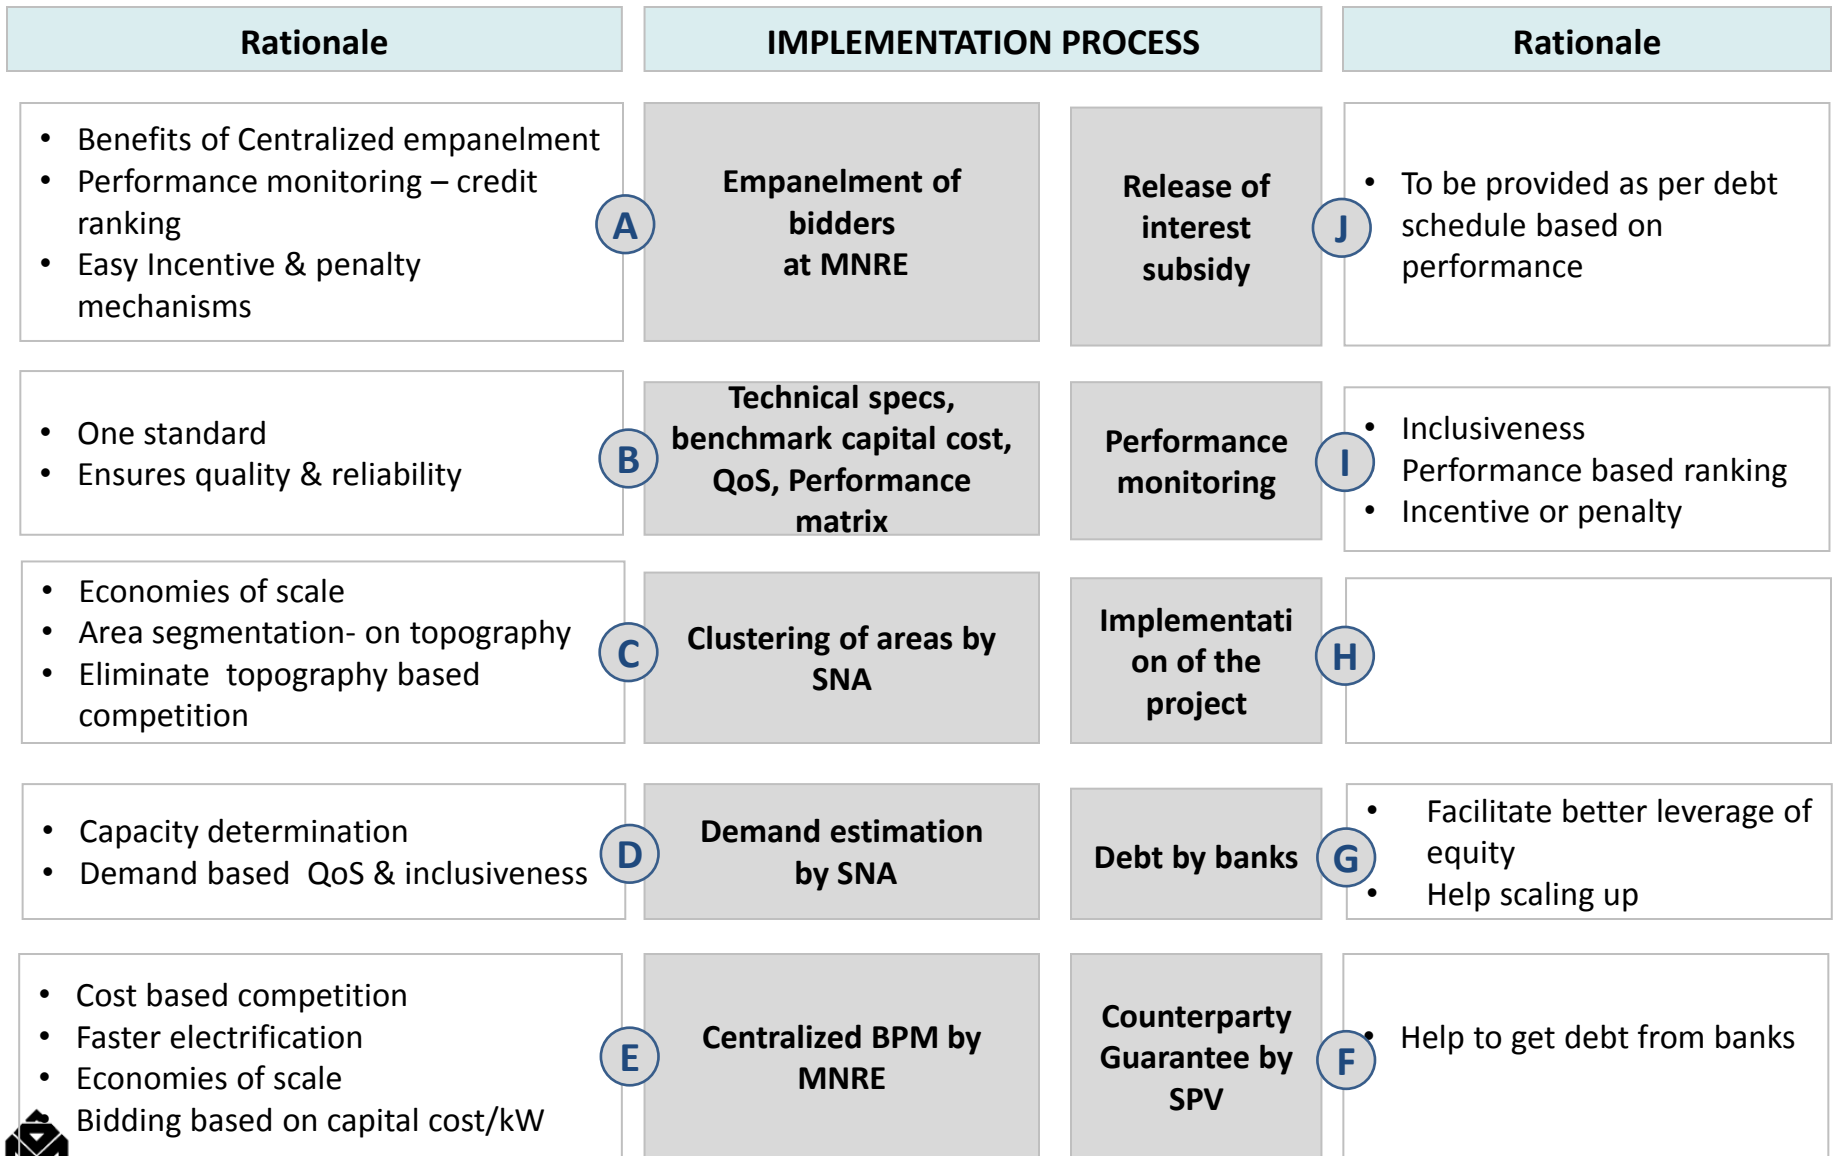 Rationale
IMPLEMENTATION PROCESS
Rationale
• Benefits of Centralized empanelment
• Performance monitoring – credit
ranking
• Easy Incentive & penalty
mechanisms
A
Empanelment of
bidders
at MNRE
Release of
interest
subsidy
J
• To be provided as per debt
schedule based on
performance
• One standard
• Ensures quality & reliability
B
Technical specs,
benchmark capital cost,
QoS, Performance
matrix
Performance
monitoring
I
• Inclusiveness
Performance based ranking
• Incentive or penalty
• Economies of scale
• Area segmentation- on topography
• Eliminate  topography based
competition
C
Clustering of areas by
SNA
Implementati
on of the
project
H
• Capacity determination
• Demand based  QoS & inclusiveness
D
Demand estimation
by SNA
Debt by banks
G
• Facilitate better leverage of
equity
• Help scaling up
• Cost based competition
• Faster electrification
• Economies of scale
Bidding based on capital cost/kW
E
Centralized BPM by
MNRE
Counterparty
Guarantee by
SPV
F
• Help to get debt from banks